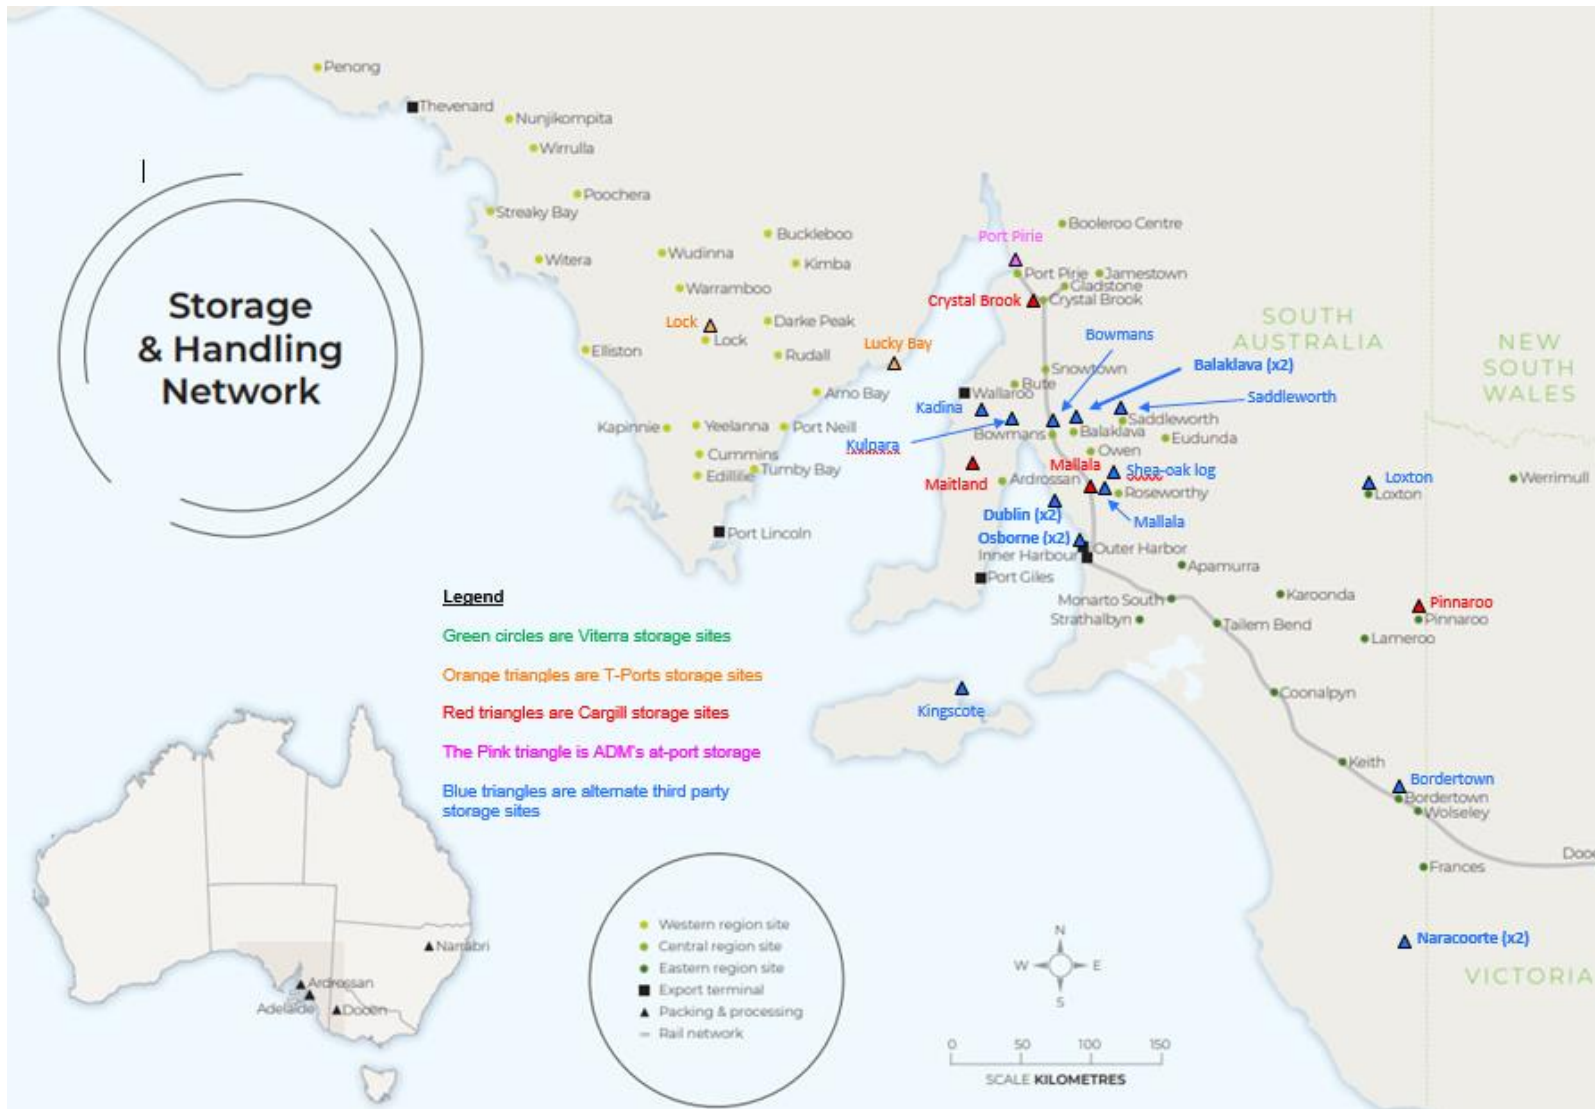 Penong
Thevenard
Nunjikompita
Wirrulla
Poochera
Streaky Bay
Buckleboo
Booleroo Centre
Port Pirie
Witera
Wudinna
Kimba
Port Pirie
Jamestown
Gladstone
Warramboo
Crystal Brook
Crystal Brook
Storage
& Handling
Network
Lock
Darke Peak
Lock
Lucky Bay
Bowmans
SOUTH
AUSTRALIA
NEW
SOUTH
WALES
Elliston
Rudall
Snowtown
Balaklava (x2)
Bute
Arno Bay
Wallaroo
Kadina
Saddleworth
Saddleworth
Kapinnie
Yeelanna
Port Neill
Kulpara
Bowmans
Balaklava
Eudunda
Cummins
Owen
Edillilie
Tumby Bay
Maitland
Ardrossan
Mallala
Shea-oak log
Loxton
Loxton
Werrimull
Roseworthy
Dublin (x2)
Mallala
Port Lincoln
Osborne (x2)
Inner Harbour
Outer Harbor
Apamurra
Port Giles
Monarto South
Karoonda
Pinnaroo
Pinnaroo
Strathalbyn
Tailem Bend
Lameroo
Legend
Green circles are Viterra storage sites
Orange triangles are T-Ports storage sites
Red triangles are Cargill storage sites
The Pink triangle is ADM's at-port storage
Blue triangles are alternate third party
storage sites
Kingscote
Coonalpyn
Keith
Bordertown
Bordertown
Wolseley
Frances
Dooe
Naracoorte (x2)
VICTORIA
Narrabri
Ardrossan
Adelaide
Dooen
Western region site
Central region site
Eastern region site
Export terminal
Packing & processing
Rail network
N
W
E
S
0 50 100 150
SCALE KILOMETRES